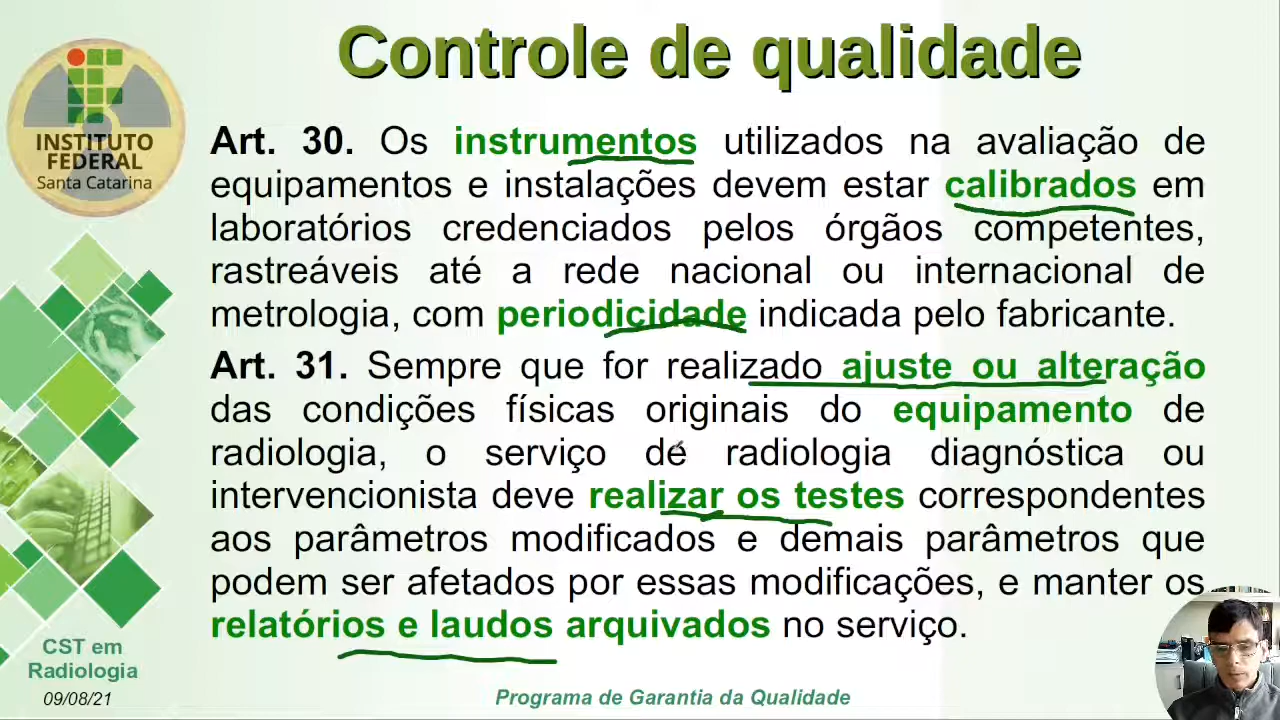 Controle de qualidade
INSTITUTO
FEDERAL
Santa Catarina
Art. 30. Os instrumentos utilizados na avaliação de
equipamentos e instalações devem estar calibrados em
laboratórios credenciados pelos órgãos competentes,
rastreáveis até a rede nacional ou internacional de
metrologia, com periodicidade indicada pelo fabricante.
Art. 31. Sempre que for realizado ajuste ou alteração
das condições físicas originais do equipamento de
radiologia, o serviço de radiologia diagnóstica ou
intervencionista deve realizar os testes correspondentes
aos parâmetros modificados e demais parâmetros que
podem ser afetados por essas modificações, e manter os
relatórios e laudos arquivados no serviço.
CST em
Radiologia
09/08/21
Programa de Garantia da Qualidade